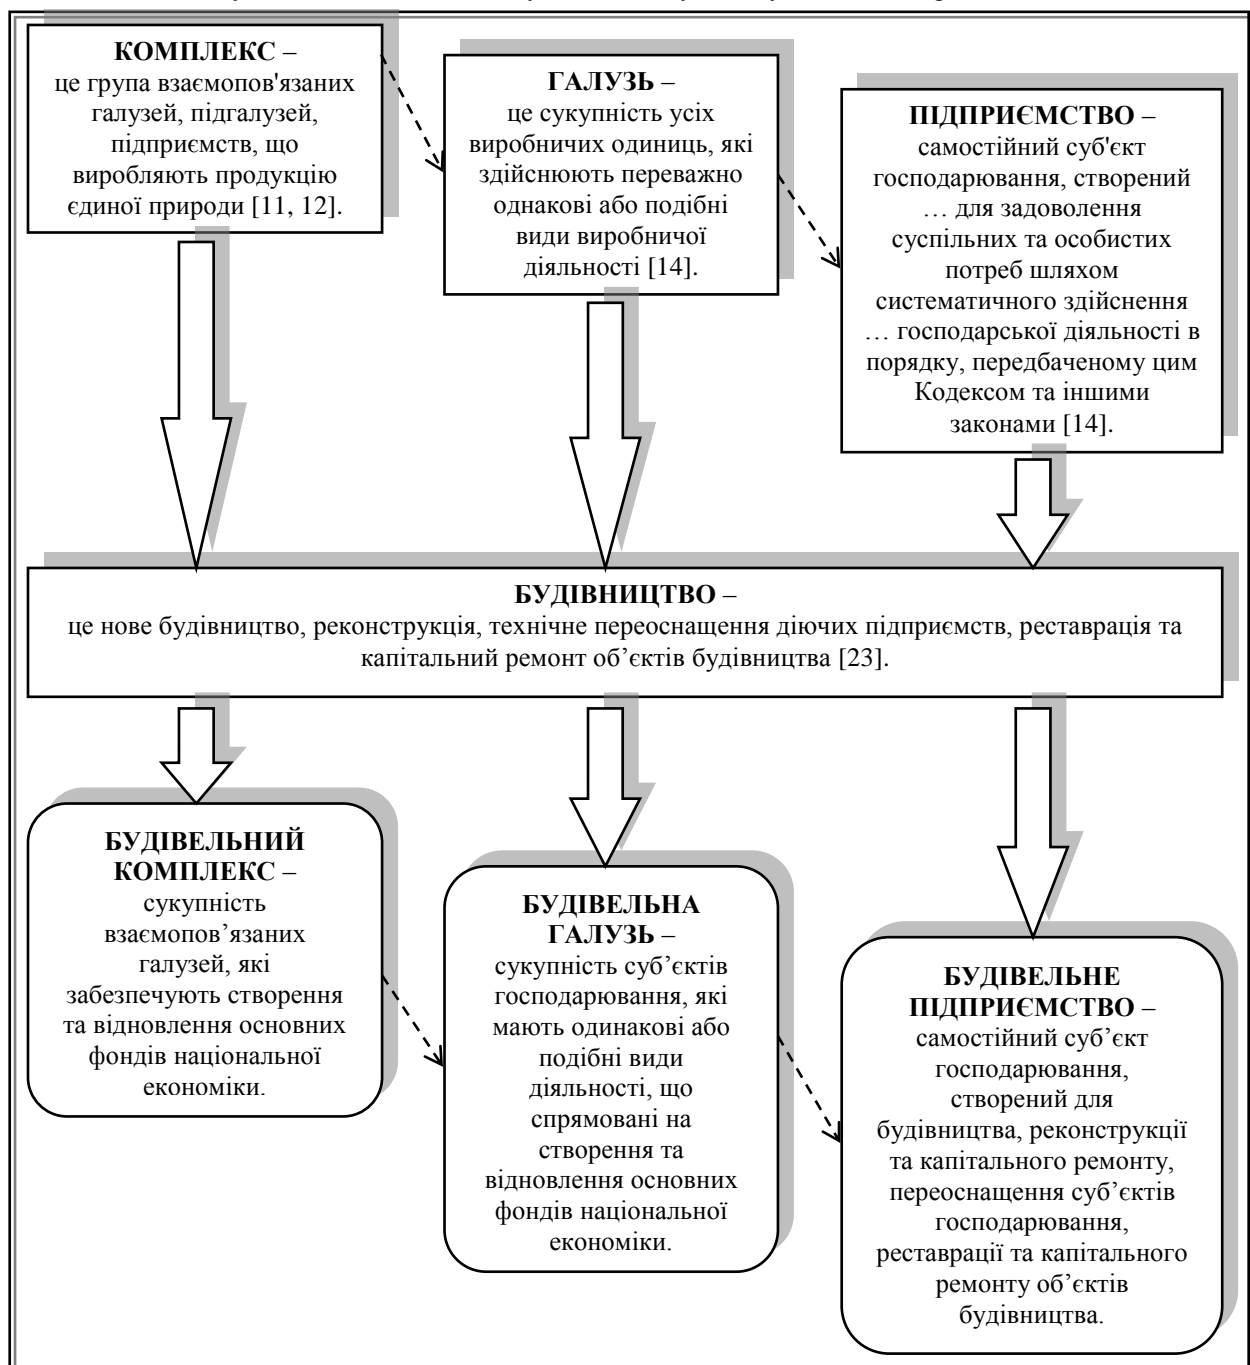 КОМПЛЕКС –
це група взаємопов'язаних
галузей, підгалузей,
підприємств, що
виробляють продукцію
єдиної природи [11, 12].
ГАЛУЗЬ –
це сукупність усіх
виробничих одиниць, які
здійснюють переважно
однакові або подібні
види виробничої
діяльності [14].
ПІДПРИЄМСТВО –
самостійний суб'єкт
господарювання, створений
… для задоволення
суспільних та особистих
потреб шляхом
систематичного здійснення
… господарської діяльності в
порядку, передбаченому цим
Кодексом та іншими
законами [14].
БУДІВНИЦТВО –
це нове будівництво, реконструкція, технічне переоснащення діючих підприємств, реставрація та
капітальний ремонт об’єктів будівництва [23].
БУДІВЕЛЬНИЙ
КОМПЛЕКС –
сукупність
взаємопов’язаних
галузей, які
забезпечують створення
та відновлення основних
фондів національної
економіки.
БУДІВЕЛЬНА
ГАЛУЗЬ –
сукупність суб’єктів
господарювання, які
мають одинакові або
подібні види
діяльності, що
спрямовані на
створення та
відновлення основних
фондів національної
економіки.
БУДІВЕЛЬНЕ
ПІДПРИЄМСТВО –
самостійний суб’єкт
господарювання,
створений для
будівництва, реконструкції
та капітального ремонту,
переоснащення суб’єктів
господарювання,
реставрації та капітального
ремонту об’єктів
будівництва.